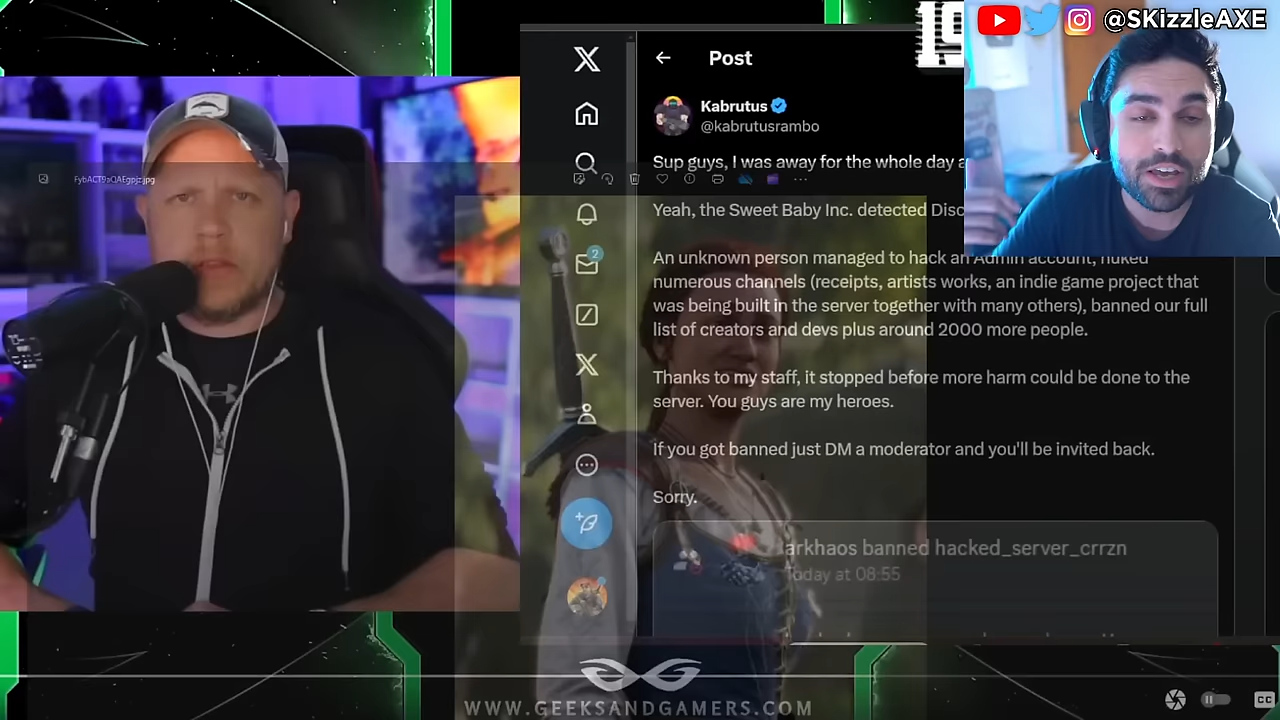 @SKizzleAXE
Post
Kabrutus
@kabrutusrambo
Sup guys, I was away for the whole day a
FybACT9aQAEgpjz.jpg
Yeah, the Sweet Baby Inc. detected Disc
2
An unknown person managed to hack an Admin account, nuked
numerous channels (receipts, artists works, an indie game project that
was being built in the server together with many others), banned our full
list of creators and devs plus around 2000 more people.
Thanks to my staff, it stopped before more harm could be done to the
server. You guys are my heroes.
If you got banned just DM a moderator and you'll be invited back.
Sorry.
arkhaos banned hacked_server_crrzn
Today at 08:55
WWW.GEEKSANDGAMERS.COM
CC